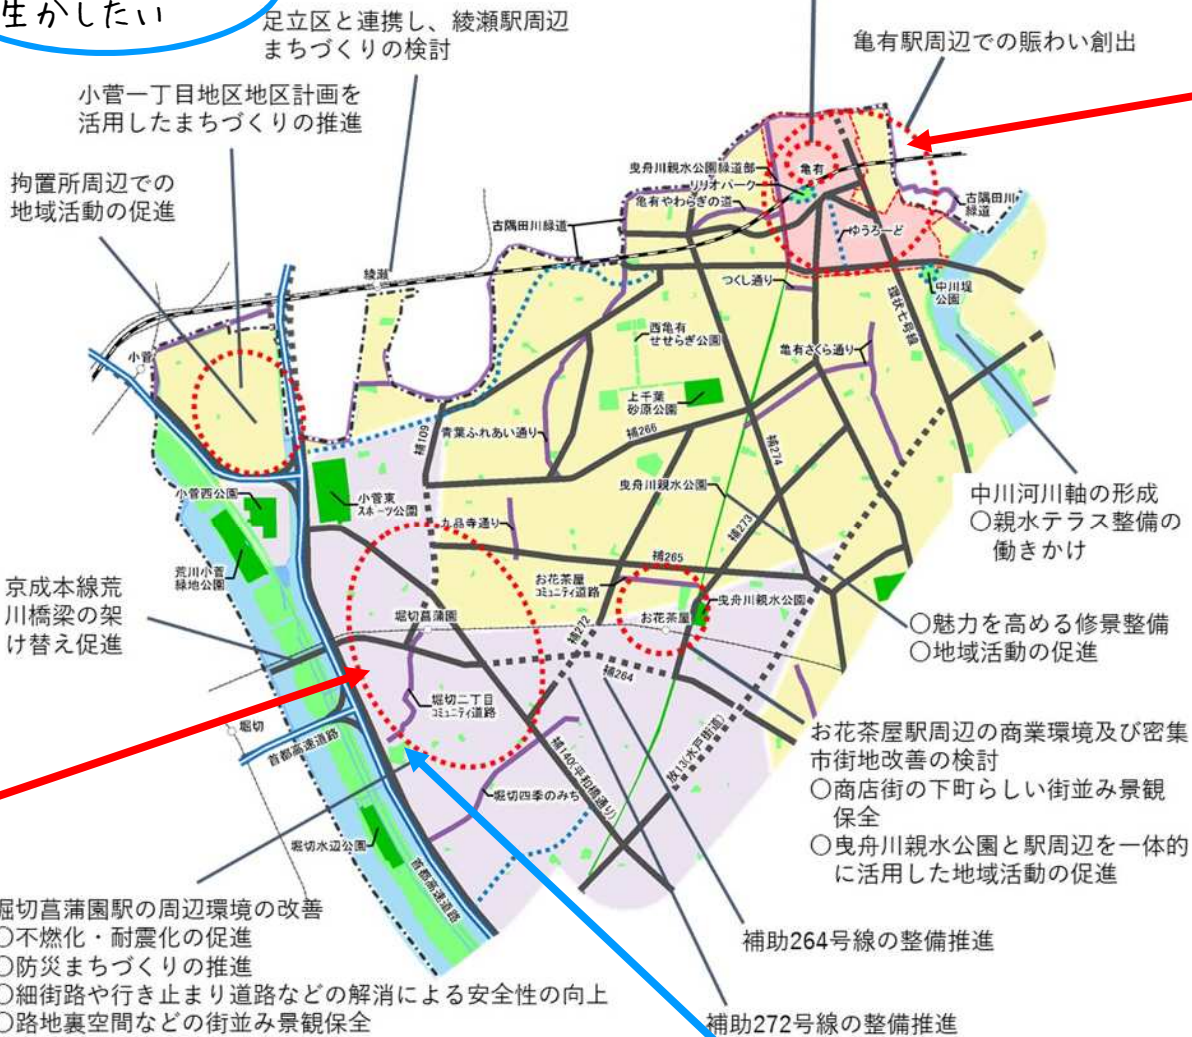 生かしたい
足立区と連携し、綾瀬駅周辺
まちづくりの検討
亀有駅周辺での賑わい創出
小菅一丁目地区地区計画を
活用したまちづくりの推進
拘置所周辺での
地域活動の促進
曳舟川親水公園緑道部
リリオパーク
亀有やわらぎの道
亀有
古隅田川緑道
古隅田川
緑道
ゆうろーど
綾瀬
つくし通り
中川堤
公園
環状七号線
小菅
西亀有
せせらぎ公園
亀有さくら通り
上千葉
砂原公園
青葉ふれあい通り
補109
補266
補274
小菅西公園
小菅東
スポーツ公園
曳舟川親水公園
九品寺通り
補273
中川河川軸の形成
○親水テラス整備の
働きかけ
荒川小菅
緑地公園
補265
お花茶屋
コミュニティ道路
曳舟川親水公園
京成本線荒
川橋梁の架
け替え促進
堀切菖蒲園
お花茶屋
補272
補264
○魅力を高める修景整備
○地域活動の促進
堀切二丁目
コミュニティ道路
堀切
首都高速道路
補140(平和橋通り)
放13(水戸街道)
堀切四季のみち
お花茶屋駅周辺の商業環境及び密集
市街地改善の検討
○商店街の下町らしい街並み景観
保全
○曳舟川親水公園と駅周辺を一体的
に活用した地域活動の促進
堀切水辺公園
首都高速道路
堀切菖蒲園駅の周辺環境の改善
○不燃化・耐震化の促進
○防災まちづくりの推進
○細街路や行き止まり道路などの解消による安全性の向上
○路地裏空間などの街並み景観保全
補助264号線の整備推進
補助272号線の整備推進